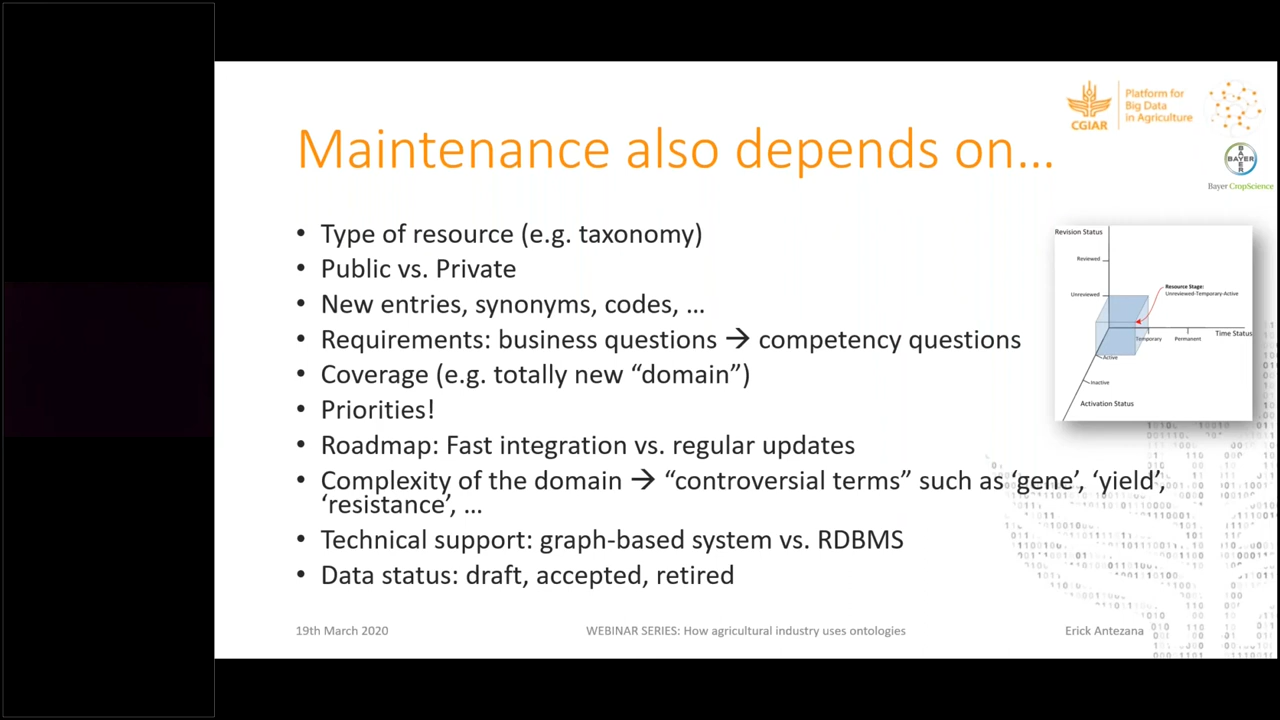 CGIAR
Platform for
Big Data
in Agriculture
BAYER
BAYER
Bayer CropScience
Maintenance also depends on...
• Type of resource (e.g. taxonomy)
• Public vs. Private
• New entries, synonyms, codes, …
• Requirements: business questions → competency questions
• Coverage (e.g. totally new “domain”)
• Priorities!
• Roadmap: Fast integration vs. regular updates
• Complexity of the domain → “controversial terms” such as ‘gene’, ‘yield’,
‘resistance’, …
• Technical support: graph-based system vs. RDBMS
• Data status: draft, accepted, retired
Revision Status
Reviewed
Unreviewed
Resource Stage:
Unreviewed-Temporary-Active
Time Status
Temporary
Permanent
Active
Inactive
Activation Status
19th March 2020
WEBINAR SERIES: How agricultural industry uses ontologies
Erick Antezana